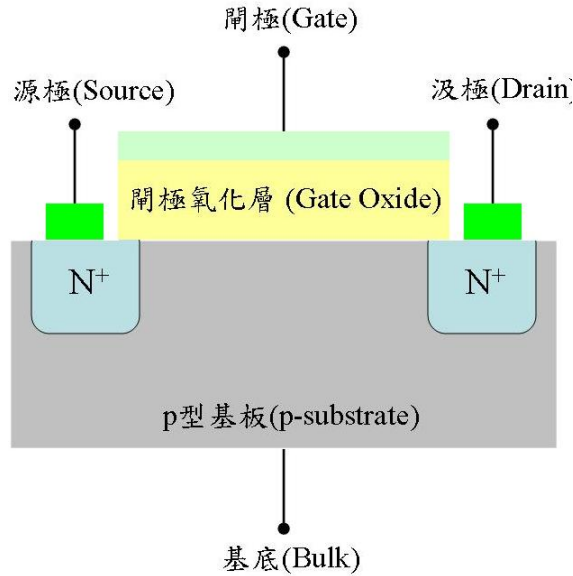 閘極(Gate)
源極(Source)
汲極(Drain)
閘極氧化層 (Gate Oxide)
N⁺
N⁺
p型基板(p-substrate)
基底(Bulk)